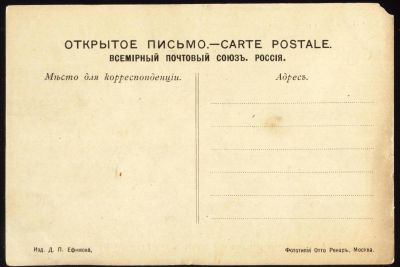 ОТКРЫТОЕ ПИСЬМО.—CARTE POSTALE.
ВСЕМІРНЫЙ ПОЧТОВЫЙ СОЮЗЪ. РОССІЯ.
Мѣсто для корреспонденціи.
Адресъ.
Изд. Д. П. Ефимова,
Фототипія Отто Ренаръ, Москва.